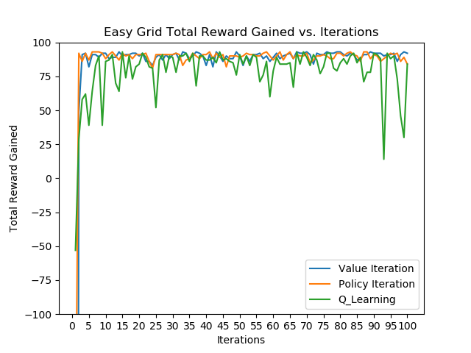 Easy Grid Total Reward Gained vs. Iterations
100
75
50
25
0
−25
−50
−75
−100
Total Reward Gained
Value Iteration
Policy Iteration
Q_Learning
0 5 10 15 20 25 30 35 40 45 50 55 60 65 70 75 80 85 90 95 100
Iterations